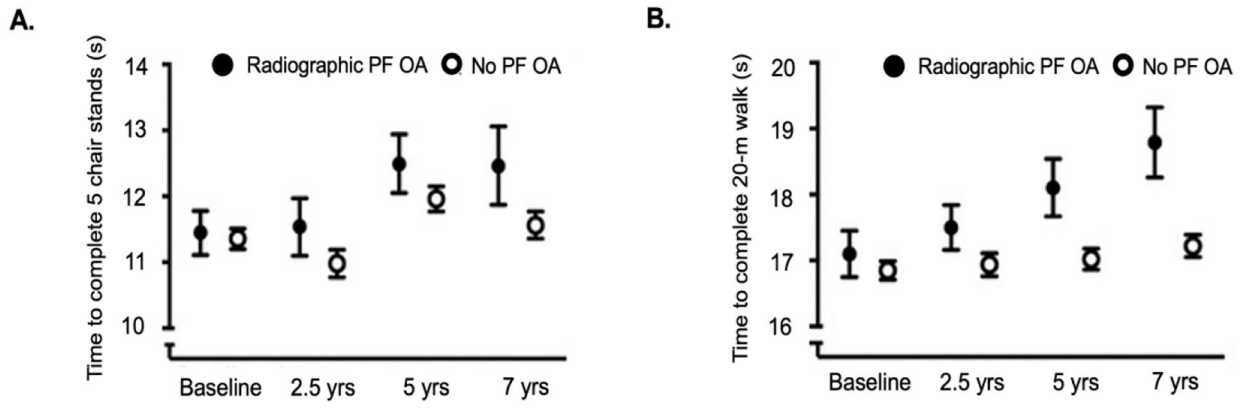 A.
Time to complete 5 chair stands (s)
14
13
12
11
10
Radiographic PF OA No PF OA
Baseline 2.5 yrs 5 yrs 7 yrs
B.
Time to complete 20-m walk (s)
20
19
18
17
16
Radiographic PF OA No PF OA
Baseline 2.5 yrs 5 yrs 7 yrs